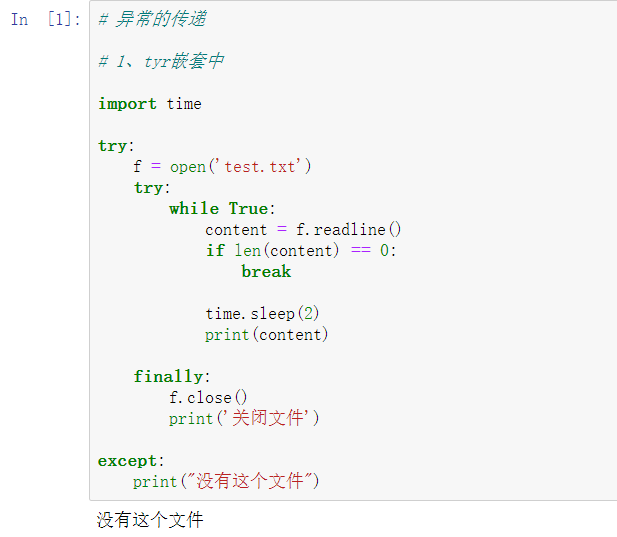 In [1]: # 异常的传递
# 1、tyr嵌套中
import time
try:
    f = open('test.txt')
    try:
        while True:
            content = f.readline()
            if len(content) == 0:
                break
            time.sleep(2)
            print(content)
    finally:
        f.close()
        print('关闭文件')
except:
    print("没有这个文件")
没有这个文件